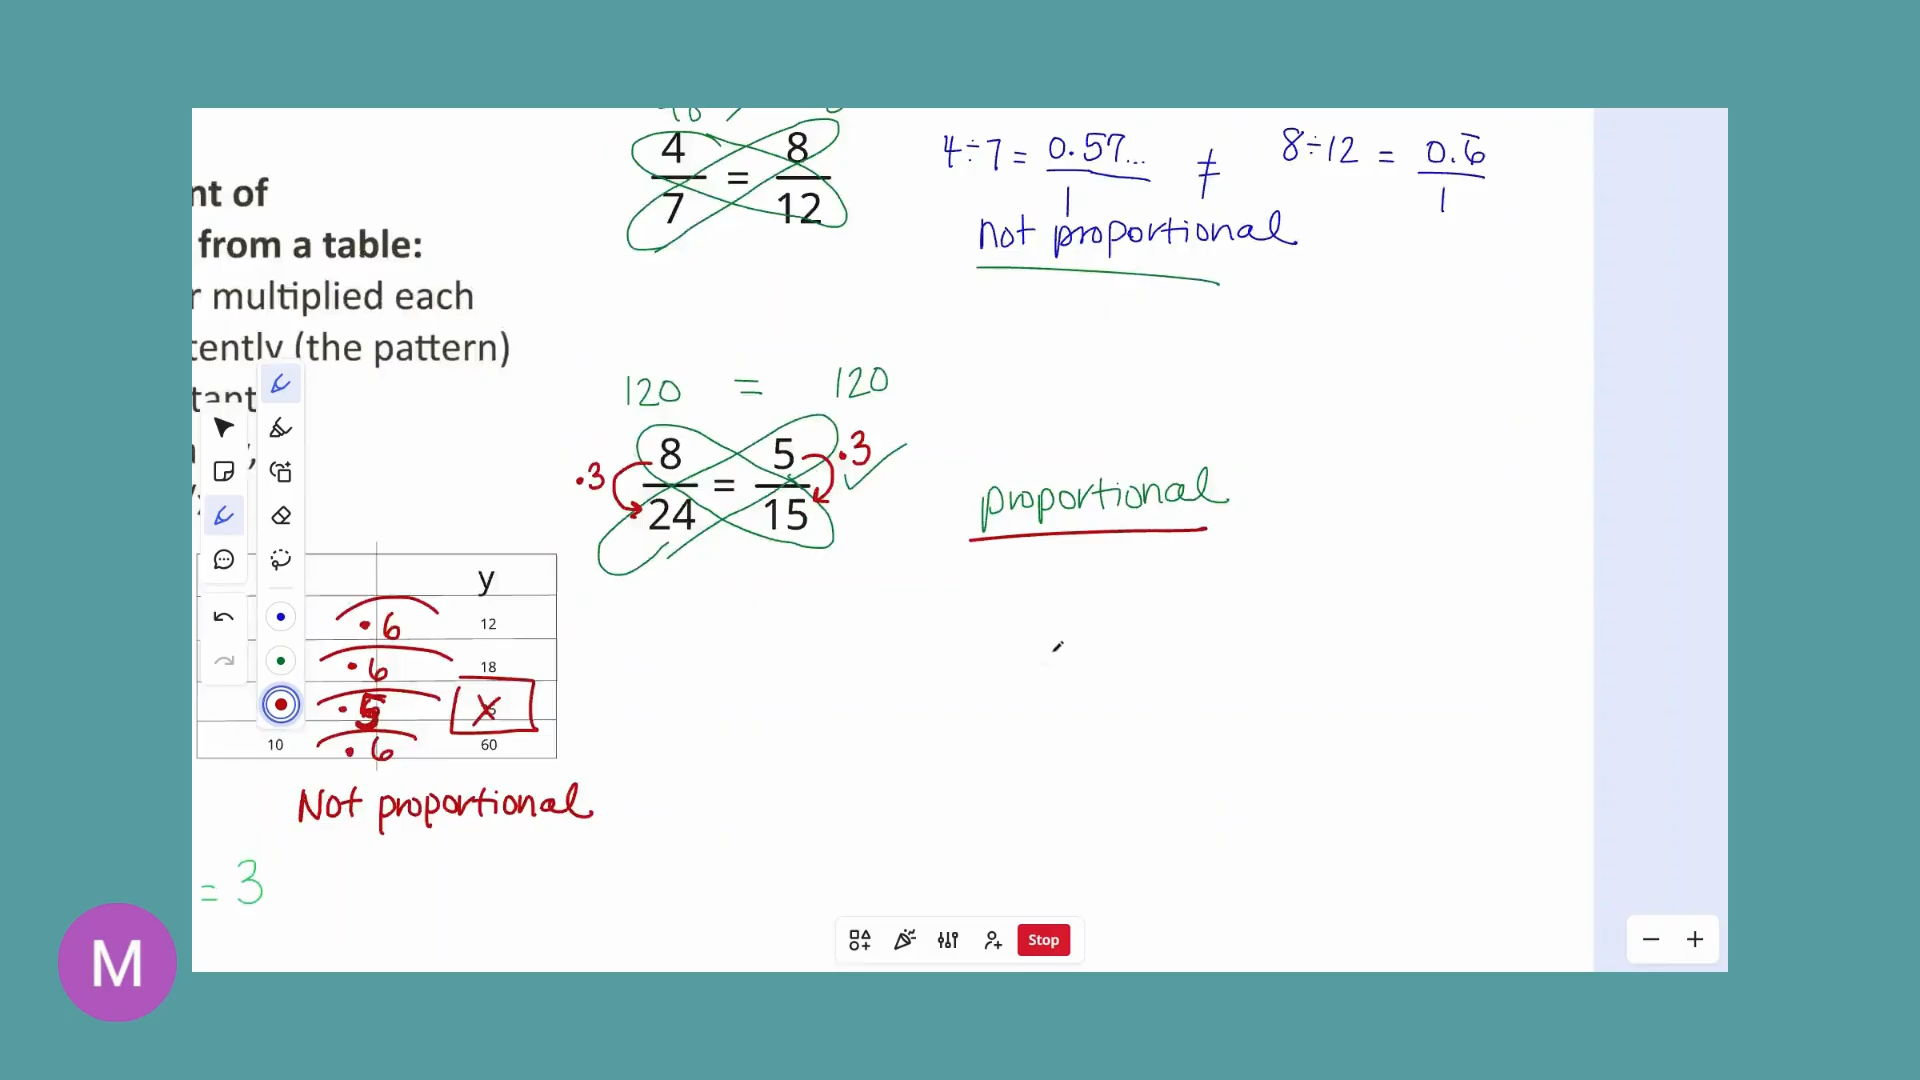 nt of
from a table:
r multiplied each
tently (the pattern)
tant
y
·6 12
·6 18
·5 X
10 ·6 60
Not proportional
= 3
4/7 = 8/12
4÷7 = 0.57.../1 ≠ 8÷12 = 0.6̅/1
not proportional
120 = 120
·3 8/24 = 5/15 ·3 ✓
proportional
Stop
M